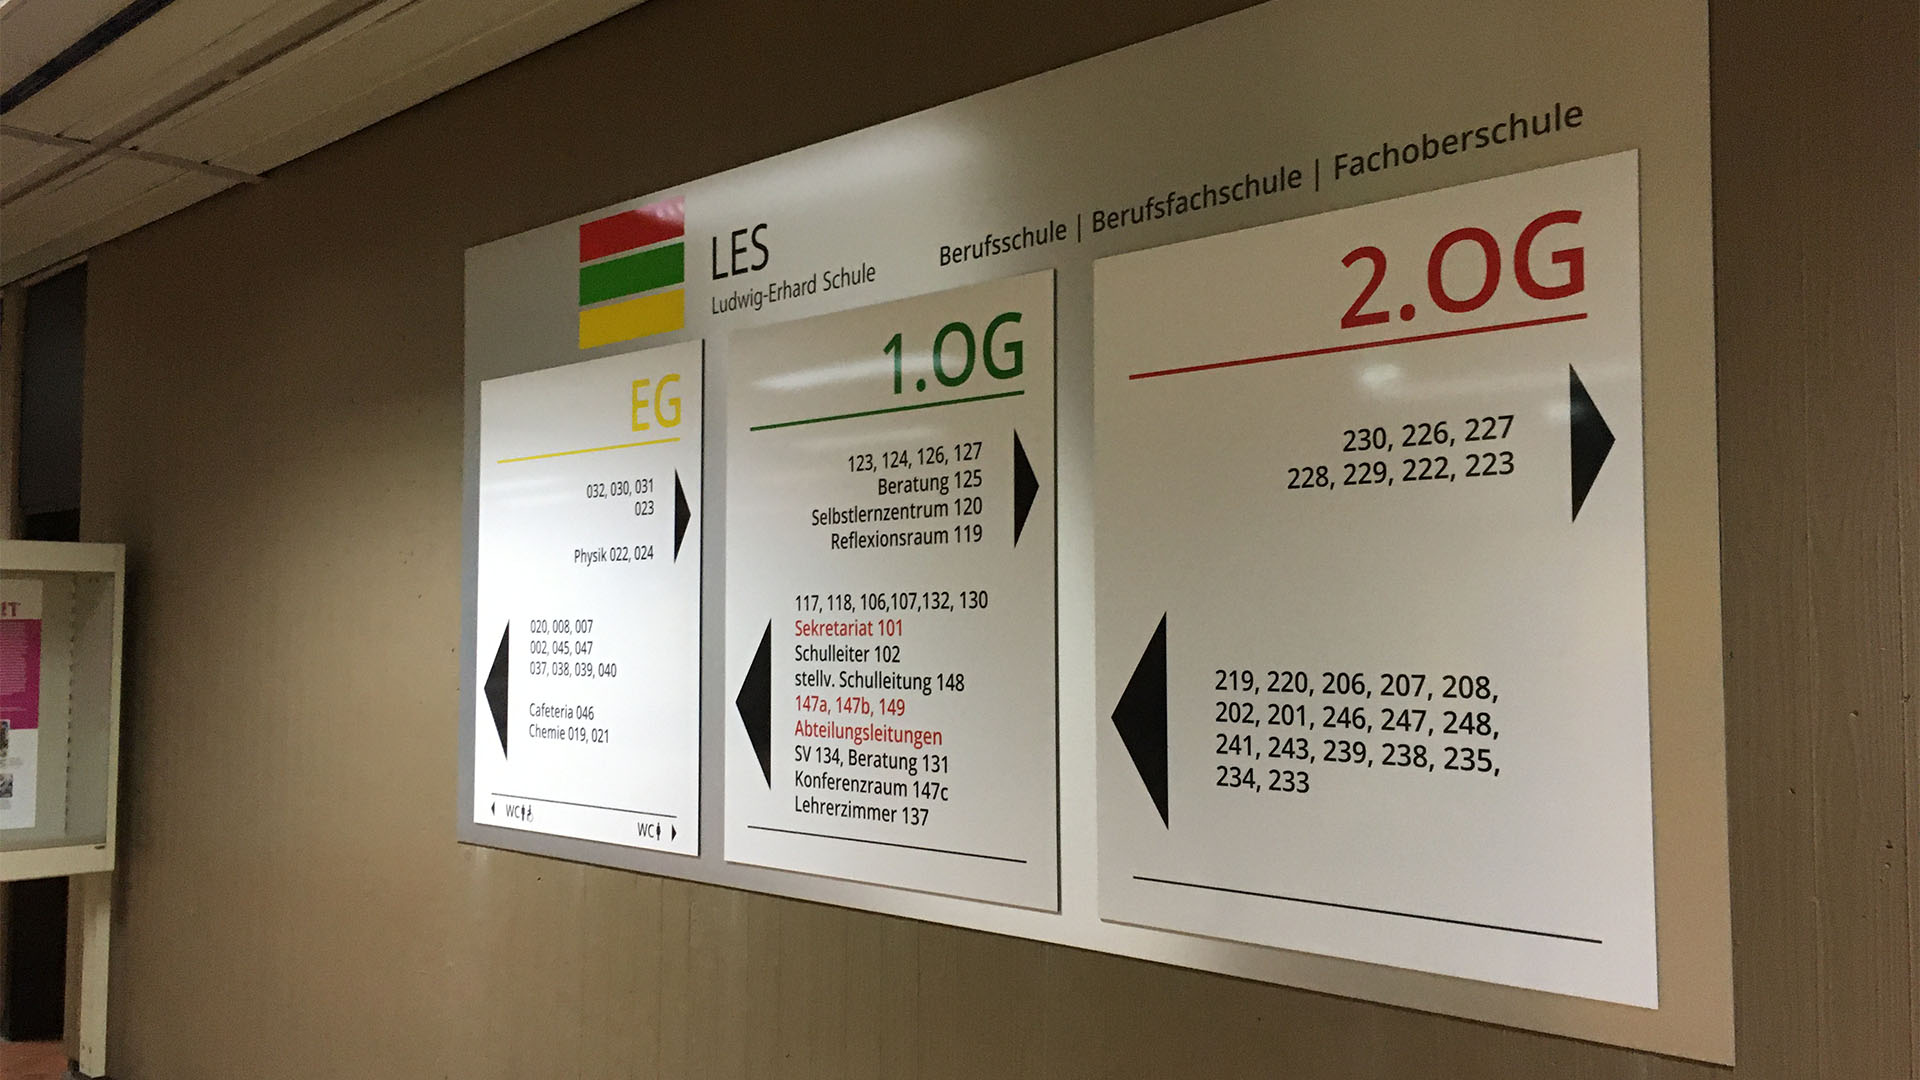 LES
Ludwig-Erhard Schule
Berufsschule | Berufsfachschule | Fachoberschule
EG
032, 030, 031
023
Physik 022, 024
020, 008, 007
002, 045, 047
037, 038, 039, 040
Cafeteria 046
Chemie 019, 021
WC
WC
1.OG
123, 124, 126, 127
Beratung 125
Selbstlernzentrum 120
Reflexionsraum 119
117, 118, 106,107,132, 130
Sekretariat 101
Schulleiter 102
stellv. Schulleitung 148
147a, 147b, 149
Abteilungsleitungen
SV 134, Beratung 131
Konferenzraum 147c
Lehrerzimmer 137
2.OG
230, 226, 227
228, 229, 222, 223
219, 220, 206, 207, 208,
202, 201, 246, 247, 248,
241, 243, 239, 238, 235,
234, 233